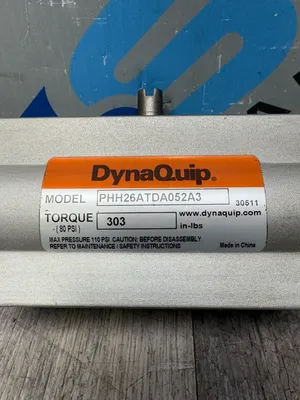 DynaQuip®
MODEL PHH26ATDA052A3 30511
TORQUE 303 www.dynaquip.com
-(80 PSI) in-lbs
MAX PRESSURE 110 PSI CAUTION: BEFORE DISASSEMBLY
REFER TO MAINTENANCE / SAFETY INSTRUCTIONS Made in China